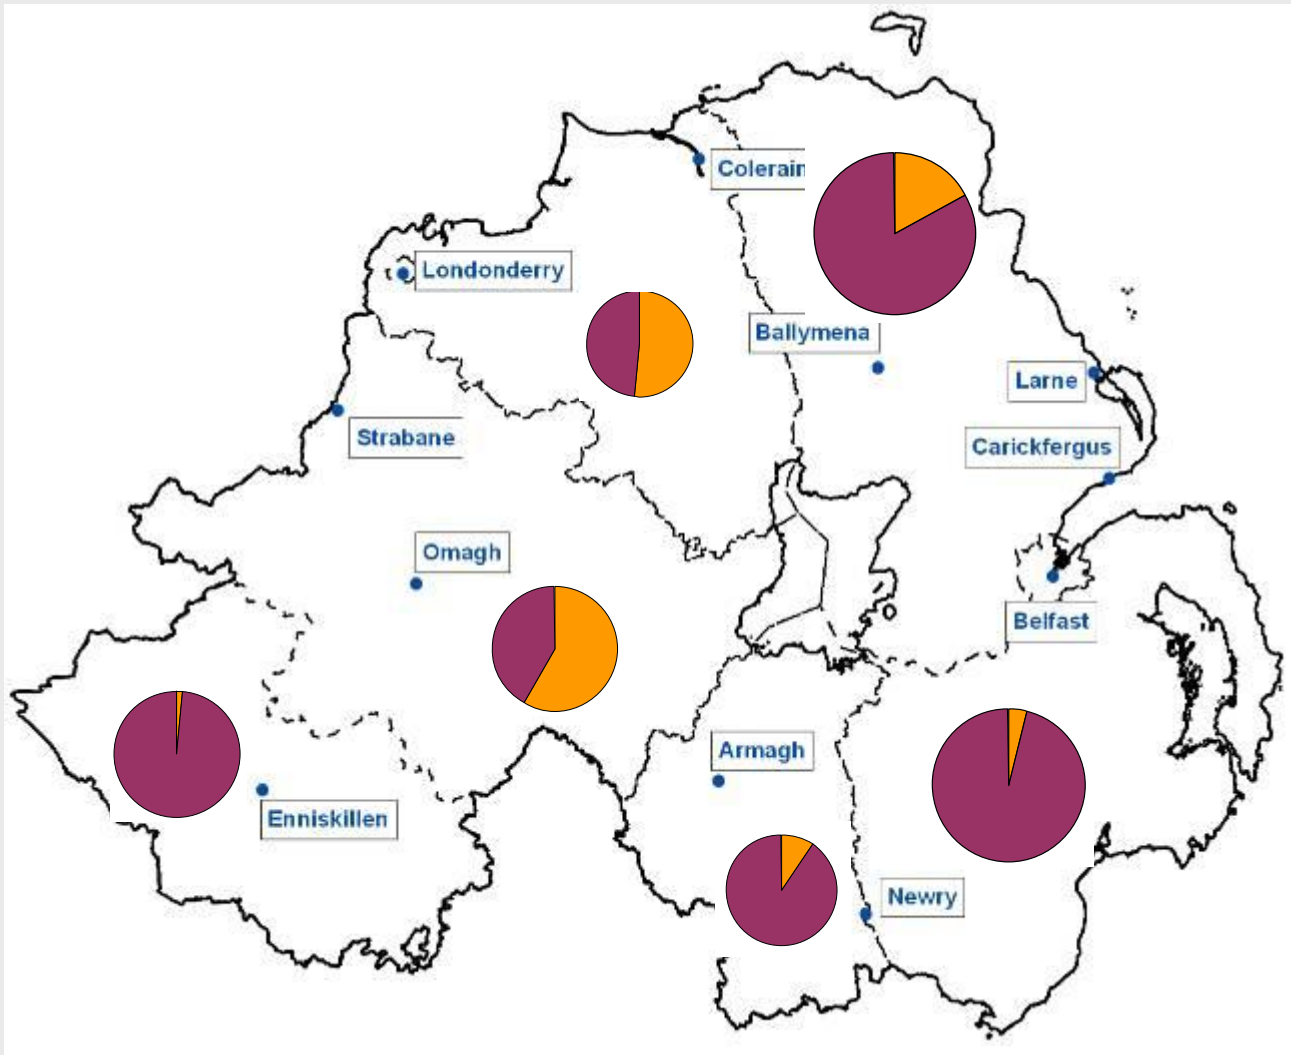 Colerain
Londonderry
Ballymena
Larne
Strabane
Carickfergus
Omagh
Belfast
Armagh
Enniskillen
Newry